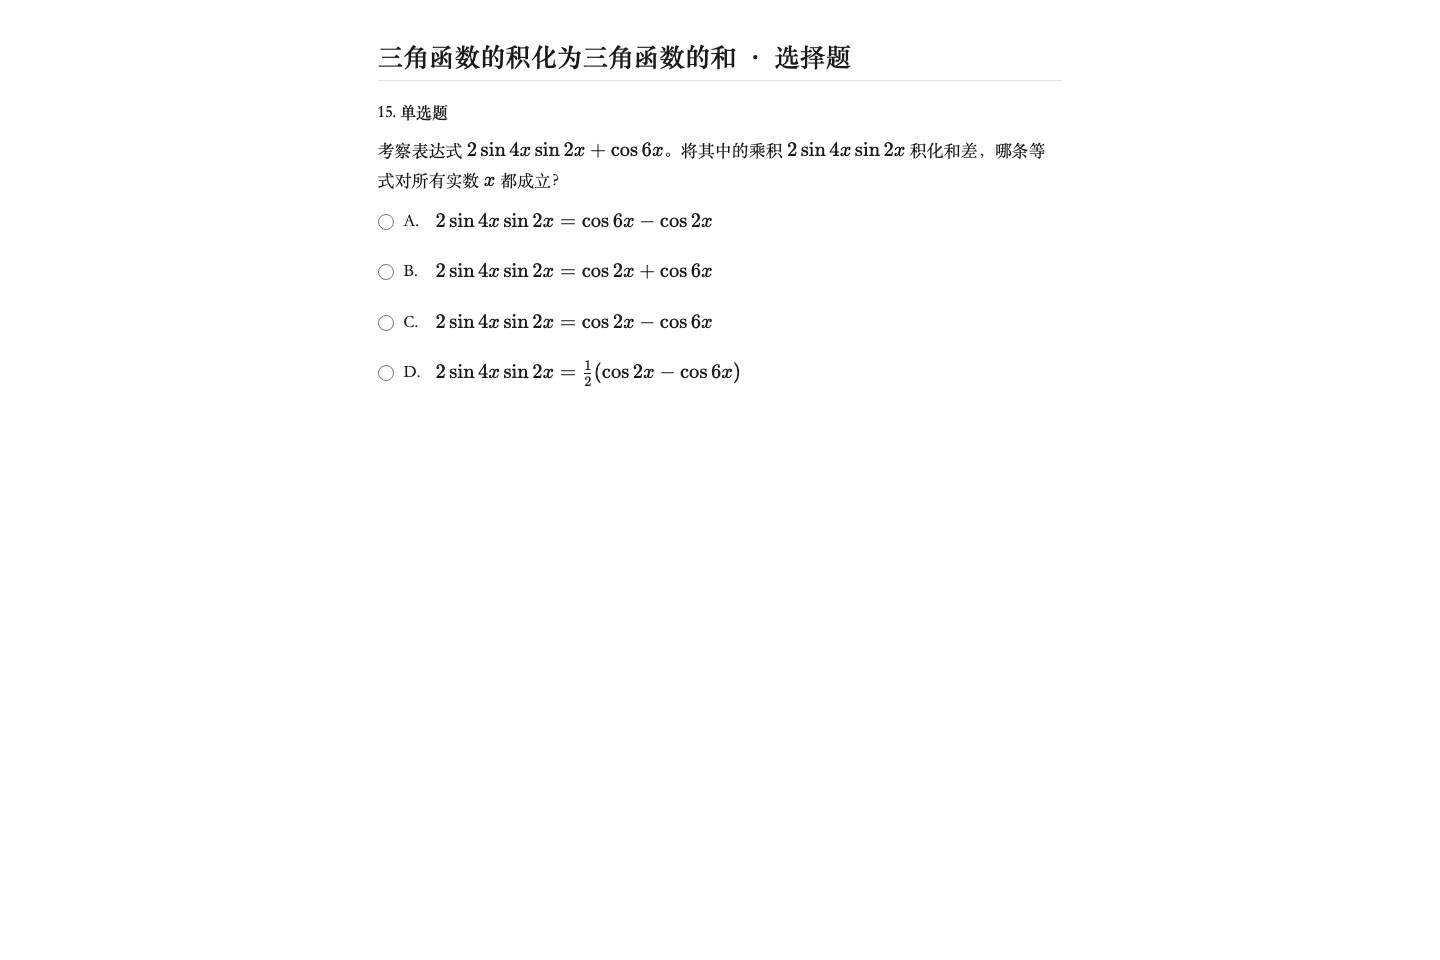 三角函数的积化为三角函数的和 · 选择题
15. 单选题
考察表达式 2 sin 4x sin 2x + cos 6x。将其中的乘积 2 sin 4x sin 2x 积化和差，哪条等
式对所有实数 x 都成立?
A. 2 sin 4x sin 2x = cos 6x − cos 2x
B. 2 sin 4x sin 2x = cos 2x + cos 6x
C. 2 sin 4x sin 2x = cos 2x − cos 6x
D. 2 sin 4x sin 2x = \frac{1}{2}(cos 2x − cos 6x)